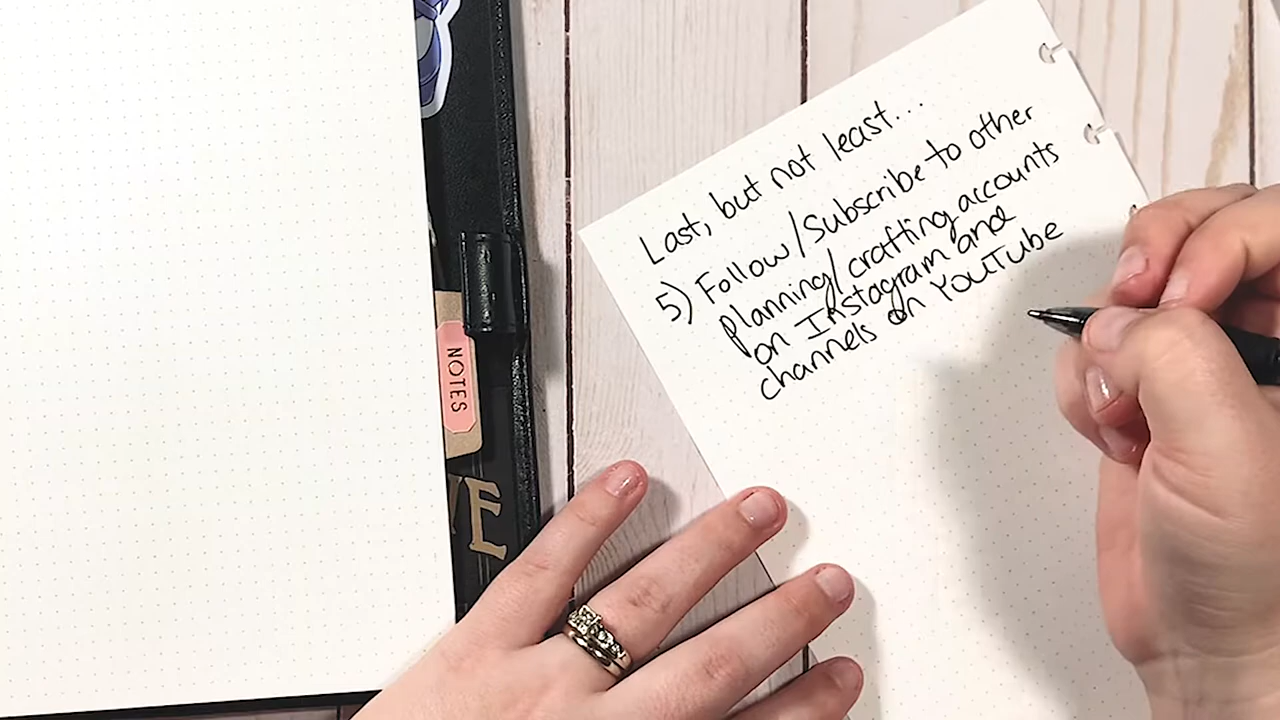 Last, but not least...
5) Follow/Subscribe to other
planning/crafting accounts
on Instagram and
channels on YouTube
NOTES
VE